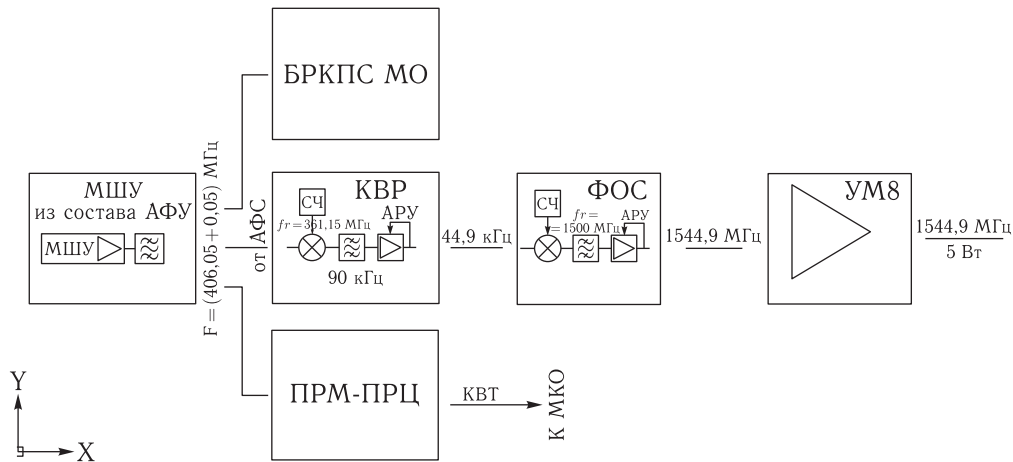 БРКПС МО
МШУ
из состава АФУ
МШУ
F=(406,05+0,05) МГц
от АФС
КВР
СЧ
АРУ
fr=361,15 МГц
90 кГц
44,9 кГц
ФОС
СЧ
АРУ
fr=
=1500 МГц
1544,9 МГц
УМ8
1544,9 МГц
5 Вт
ПРМ-ПРЦ
КВТ
К МКО
Y
X